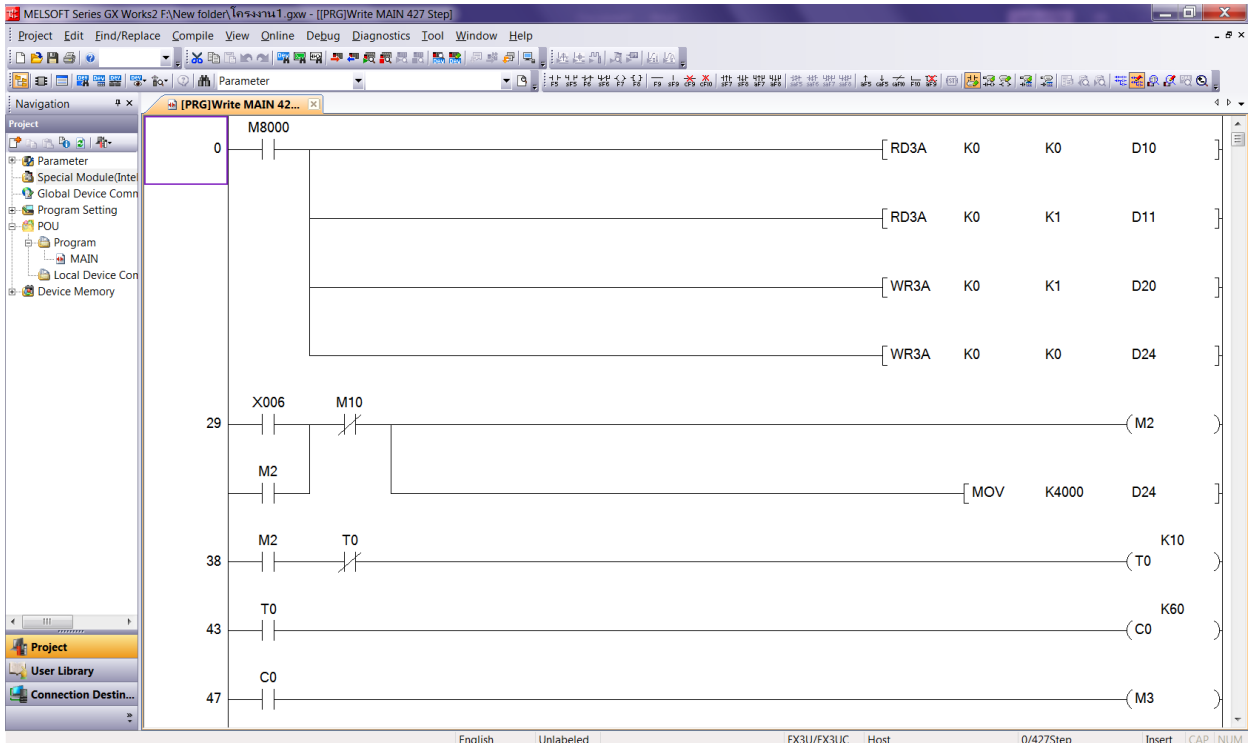 MELSOFT Series GX Works2 F:\New folder\โครงงาน1.gxw - [[PRG]Write MAIN 427 Step]
Project Edit Find/Replace Compile View Online Debug Diagnostics Tool Window Help
Parameter
Navigation
[PRG]Write MAIN 42...
Project
Parameter
Special Module(Intel
Global Device Comm
Program Setting
POU
Program
MAIN
Local Device Con
Device Memory
Project
User Library
Connection Destin...
M8000
0 RD3A K0 K0 D10
RD3A K0 K1 D11
WR3A K0 K1 D20
WR3A K0 K0 D24
X006 M10
29 M2
M2
MOV K4000 D24
M2 T0 K10
38 T0
T0 K60
43 C0
C0
47 M3
English Unlabeled FX3U/FX3UC Host 0/427Step Insert CAP NUM